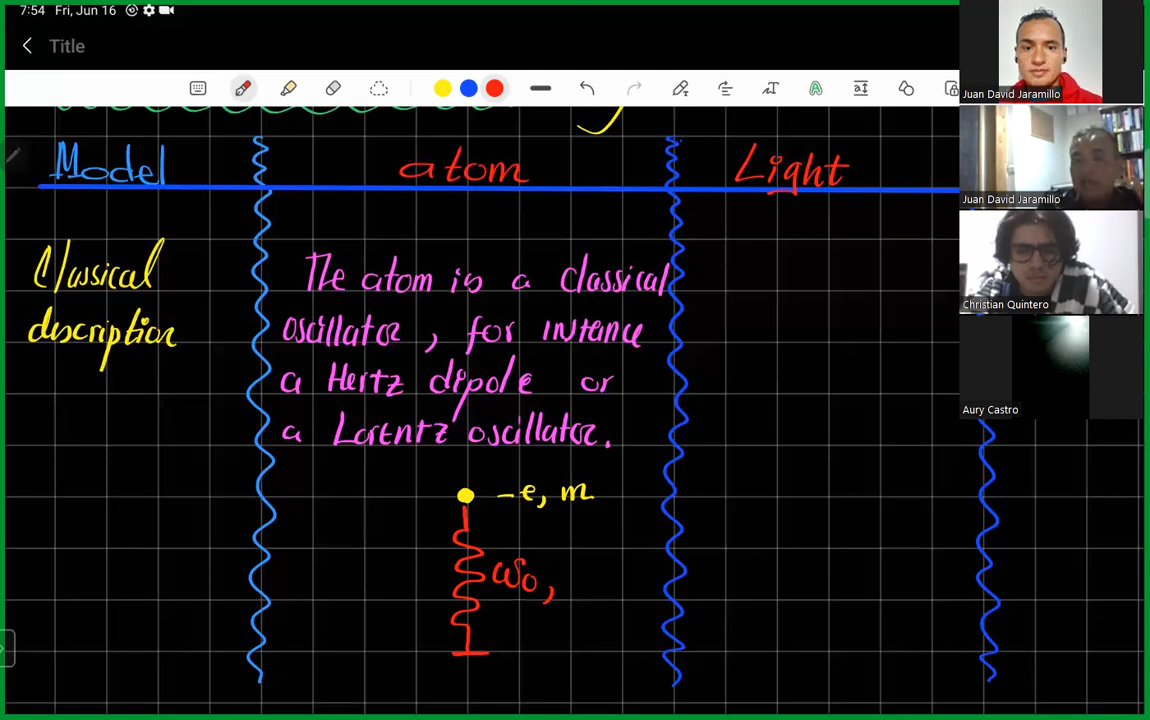 7:54 Fri, Jun 16
Title
Juan David Jaramillo
Juan David Jaramillo
Christian Quintero
Aury Castro
Model atom Light
Classical
description
The atom is a classical
oscillator, for instance
a Hertz dipole or
a Lorentz oscillator.
-e, m
ω₀,